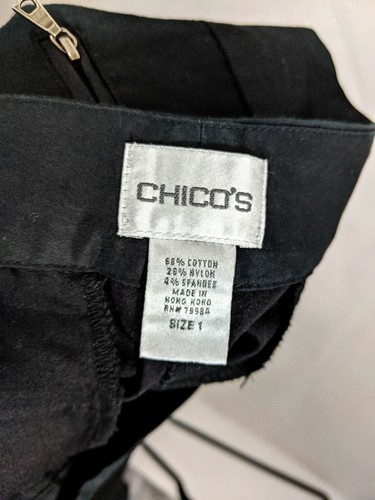 CHICO'S
68% COTTON
28% NYLON
4% SPANDEX
MADE IN
HONG KONG
RN# 79984
SIZE 1